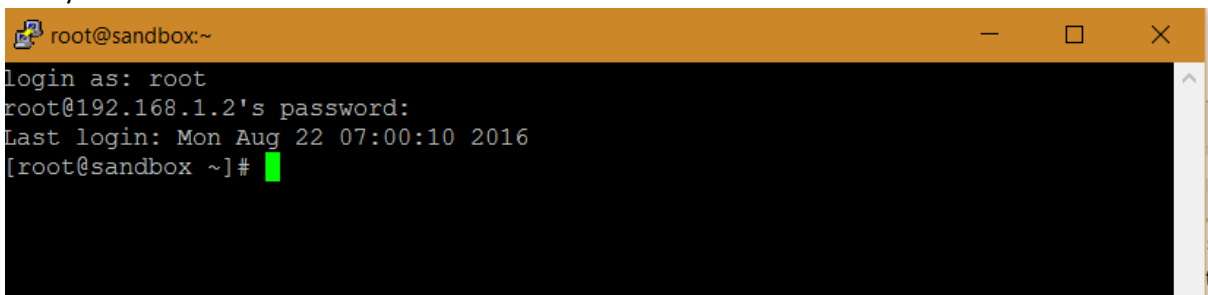 root@sandbox:~
login as: root
root@192.168.1.2's password:
Last login: Mon Aug 22 07:00:10 2016
[root@sandbox ~]#